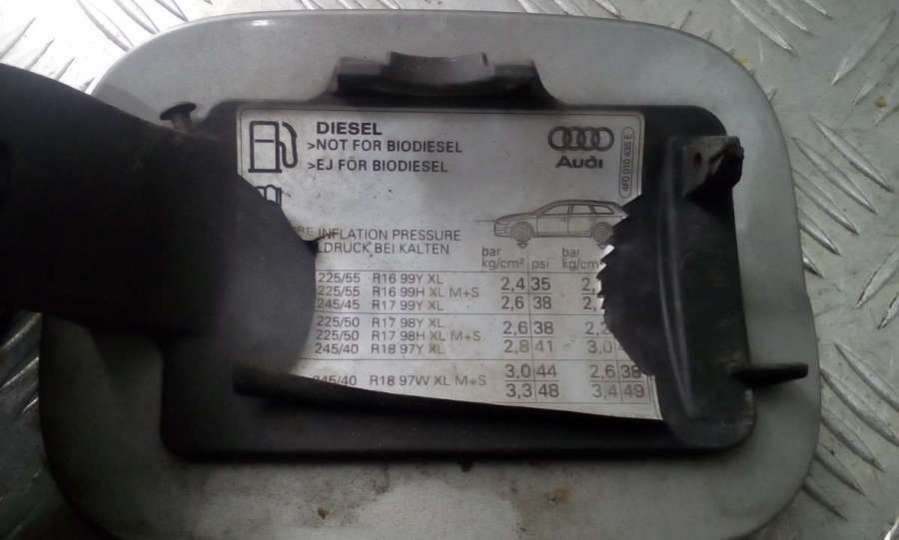 DIESEL
>NOT FOR BIODIESEL
>EJ FÖR BIODIESEL
Audi
INFLATION PRESSURE
DRUCK BEI KALTEN
bar kg/cm² psi bar kg/cm²
225/55 R16 99Y XL 2,4 35
225/55 R16 99H XL M+S
245/45 R17 99Y XL 2,6 38
225/50 R17 98Y XL 2,6 38
225/50 R17 98H XL M+S
245/40 R18 97Y XL 2,8 41 3,0
3,0 44 2,6 38
245/40 R18 97W XL M+S 3,3 48 3,4 49